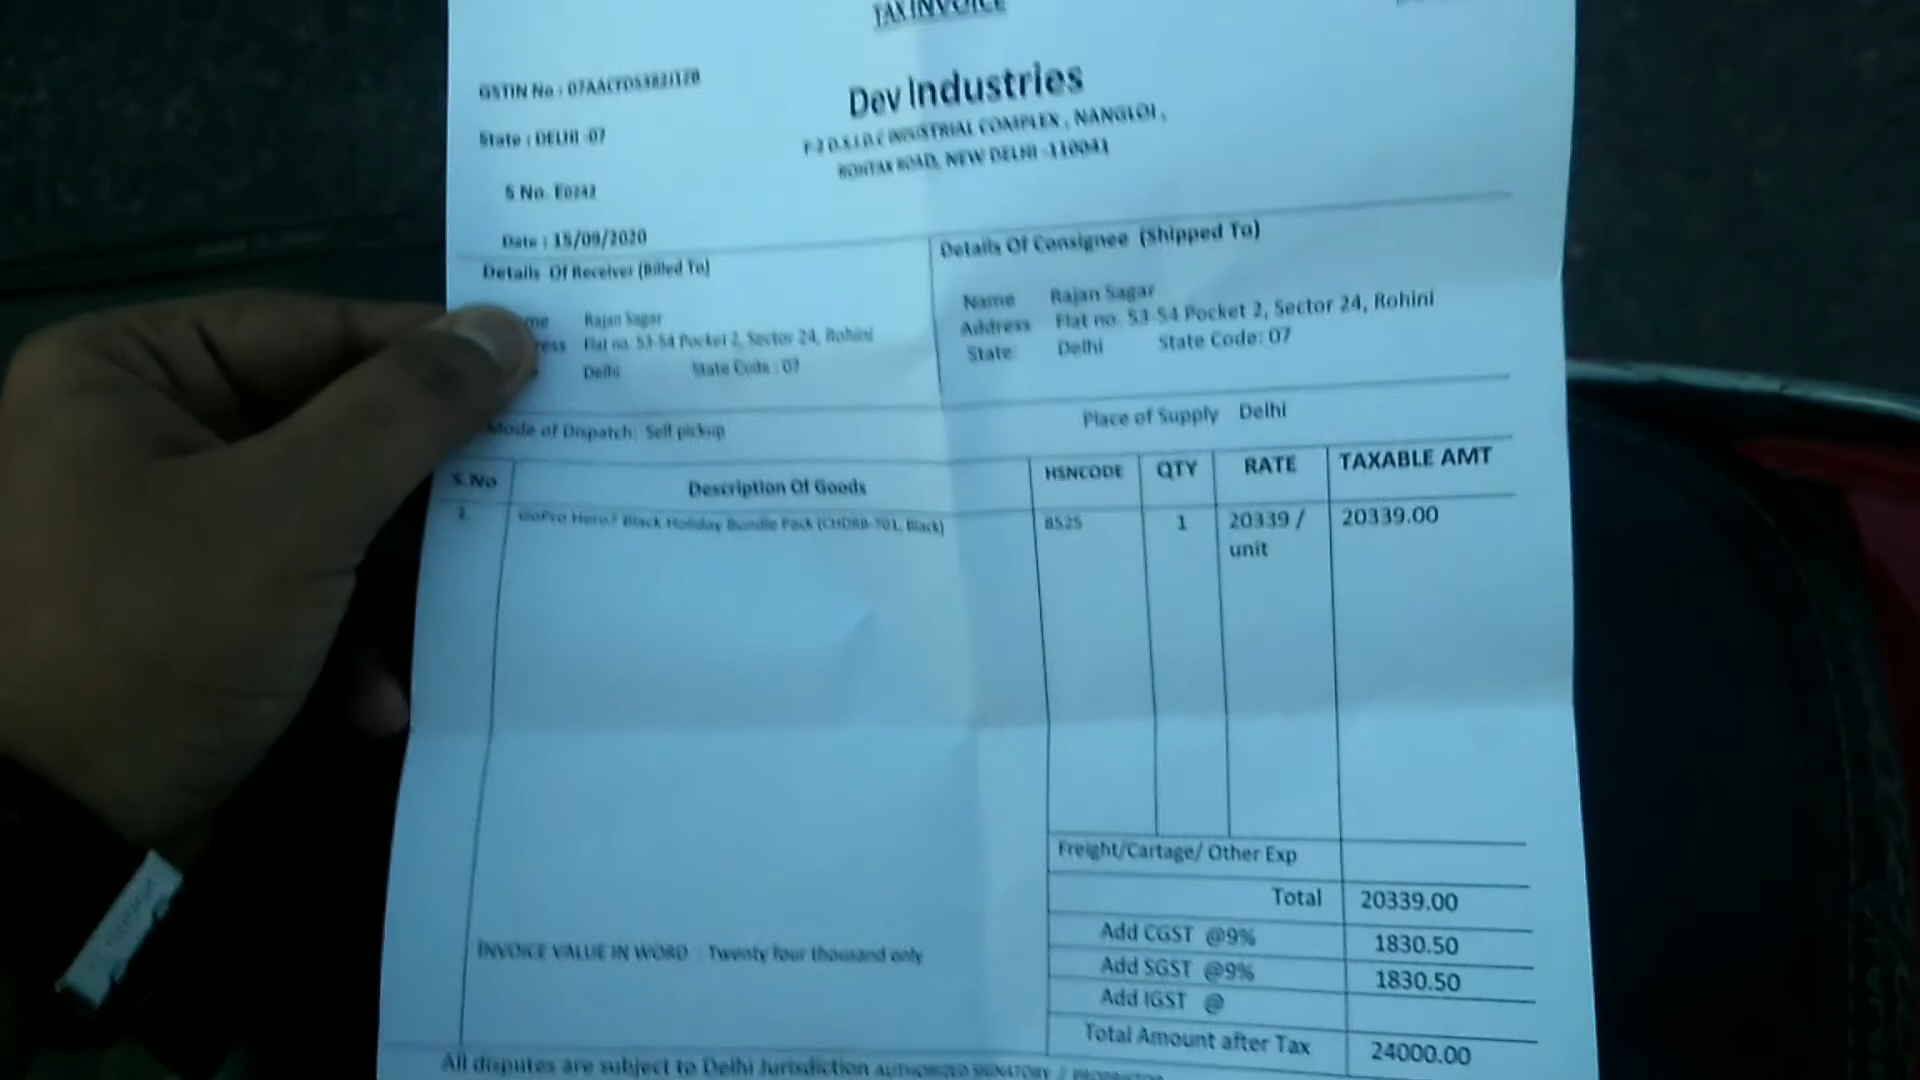 TAX INVOICE
GSTIN No :
State : DELHI -07
S No. E0242
Date : 15/09/2020
Dev Industries
INDUSTRIAL COMPLEX , NANGLOI ,
ROHTAK ROAD, NEW DELHI -110041
Details Of Receiver (Billed To)
Rajan Sagar
Flat no. 53-54 Pocket 2, Sector 24, Rohini
Delhi State Code : 07
Details Of Consignee (Shipped To)
Name Rajan Sagar
Address Flat no. 53-54 Pocket 2, Sector 24, Rohini
State: Delhi State Code: 07
Mode of Dispatch: Self pickup
Place of Supply Delhi
S.No Description Of Goods HSNCODE QTY RATE TAXABLE AMT
1. GoPro Hero7 Black Holiday Bundle Pack (CHDRB-701, Black) 8525 1 20339 / 20339.00
unit
Freight/Cartage/ Other Exp
Total 20339.00
Add CGST @9% 1830.50
Add SGST @9% 1830.50
Add IGST @
Total Amount after Tax 24000.00
INVOICE VALUE IN WORD : Twenty four thousand only
All disputes are subject to Delhi Jurisdiction AUTHORIZED SIGNATORY / PROPRIETOR